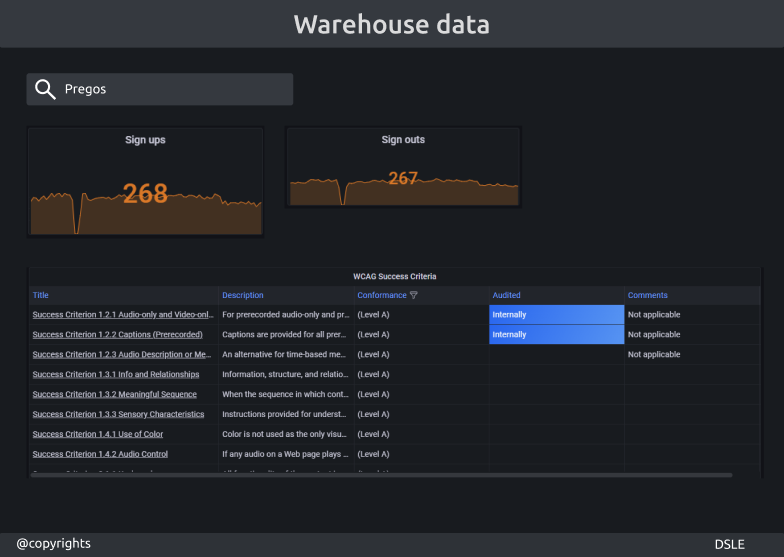 Warehouse data
Pregos
Sign ups
268
Sign outs
267
WCAG Success Criteria
Title Description Conformance Audited Comments
Success Criterion 1.2.1 Audio-only and Video-onl... For prerecorded audio-only and pr... (Level A) Internally Not applicable
Success Criterion 1.2.2 Captions (Prerecorded) Captions are provided for all prer... (Level A) Internally Not applicable
Success Criterion 1.2.3 Audio Description or Me... An alternative for time-based me... (Level A) Not applicable
Success Criterion 1.3.1 Info and Relationships Information, structure, and relatio... (Level A)
Success Criterion 1.3.2 Meaningful Sequence When the sequence in which cont... (Level A)
Success Criterion 1.3.3 Sensory Characteristics Instructions provided for underst... (Level A)
Success Criterion 1.4.1 Use of Color Color is not used as the only visu... (Level A)
Success Criterion 1.4.2 Audio Control If any audio on a Web page plays ... (Level A)
@copyrights
DSLE